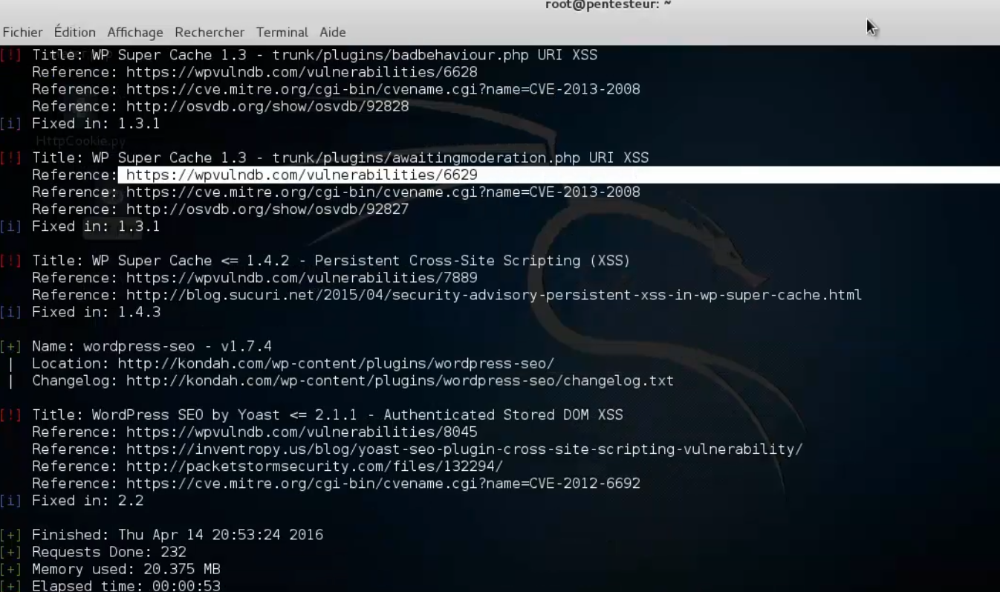 root@pentesteur: ~
Fichier Édition Affichage Rechercher Terminal Aide
[!] Title: WP Super Cache 1.3 - trunk/plugins/badbehaviour.php URI XSS
Reference: https://wpvulndb.com/vulnerabilities/6628
Reference: https://cve.mitre.org/cgi-bin/cvename.cgi?name=CVE-2013-2008
Reference: http://osvdb.org/show/osvdb/92828
[i] Fixed in: 1.3.1
HttpCookie.py
[!] Title: WP Super Cache 1.3 - trunk/plugins/awaitingmoderation.php URI XSS
Reference: https://wpvulndb.com/vulnerabilities/6629
Reference: https://cve.mitre.org/cgi-bin/cvename.cgi?name=CVE-2013-2008
Reference: http://osvdb.org/show/osvdb/92827
[i] Fixed in: 1.3.1
[!] Title: WP Super Cache <= 1.4.2 - Persistent Cross-Site Scripting (XSS)
Reference: https://wpvulndb.com/vulnerabilities/7889
Reference: http://blog.sucuri.net/2015/04/security-advisory-persistent-xss-in-wp-super-cache.html
[i] Fixed in: 1.4.3
[+] Name: wordpress-seo - v1.7.4
| Location: http://kondah.com/wp-content/plugins/wordpress-seo/
| Changelog: http://kondah.com/wp-content/plugins/wordpress-seo/changelog.txt
[!] Title: WordPress SEO by Yoast <= 2.1.1 - Authenticated Stored DOM XSS
Reference: https://wpvulndb.com/vulnerabilities/8045
Reference: https://inventropy.us/blog/yoast-seo-plugin-cross-site-scripting-vulnerability/
Reference: http://packetstormsecurity.com/files/132294/
Reference: https://cve.mitre.org/cgi-bin/cvename.cgi?name=CVE-2012-6692
[i] Fixed in: 2.2
[+] Finished: Thu Apr 14 20:53:24 2016
[+] Requests Done: 232
[+] Memory used: 20.375 MB
[+] Elapsed time: 00:00:53